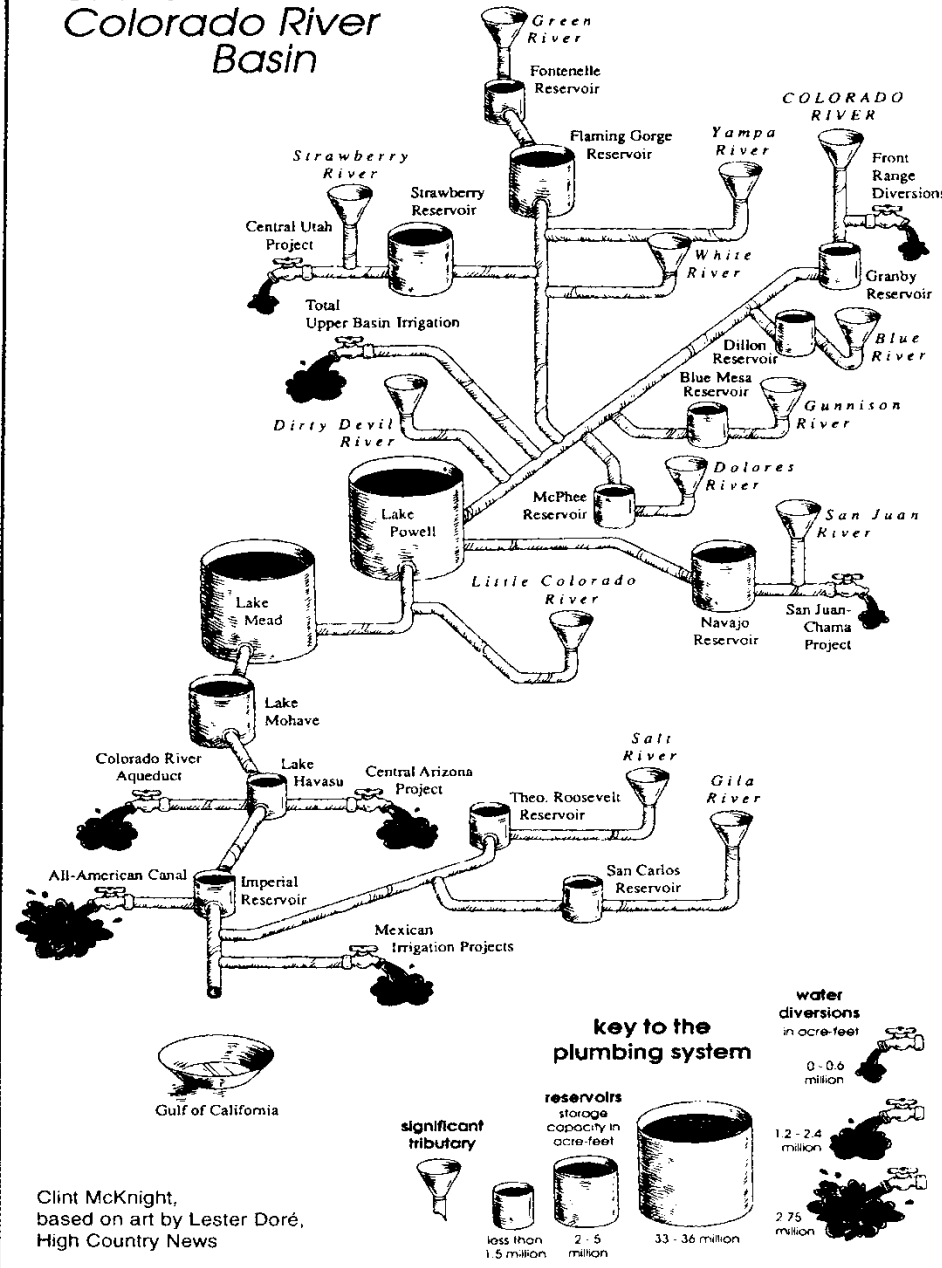 Colorado River
Basin
Green
River
Fontenelle
Reservoir
COLORADO
RIVER
Flaming Gorge
Reservoir
Yampa
River
Strawberry
River
Front
Range
Diversions
Strawberry
Reservoir
Central Utah
Project
White
River
Granby
Reservoir
Total
Upper Basin Irrigation
Dillon
Reservoir
Blue
River
Blue Mesa
Reservoir
Gunnison
River
Dirty Devil
River
Dolores
River
McPhee
Reservoir
Lake
Powell
San Juan
River
Little Colorado
River
Lake
Mead
Navajo
Reservoir
San Juan-
Chama
Project
Lake
Mohave
Salt
River
Colorado River
Aqueduct
Lake
Havasu
Central Arizona
Project
Gila
River
Theo. Roosevelt
Reservoir
All-American Canal
Imperial
Reservoir
San Carlos
Reservoir
Mexican
Irrigation Projects
Gulf of California
key to the
plumbing system
water
diversions
in acre-feet
0 - 0.6
million
1.2 - 2.4
million
2.75
million
significant
tributary
reservoirs
storage
capacity in
acre-feet
less than
1.5 million
2 - 5
million
33 - 36 million
Clint McKnight,
based on art by Lester Doré,
High Country News